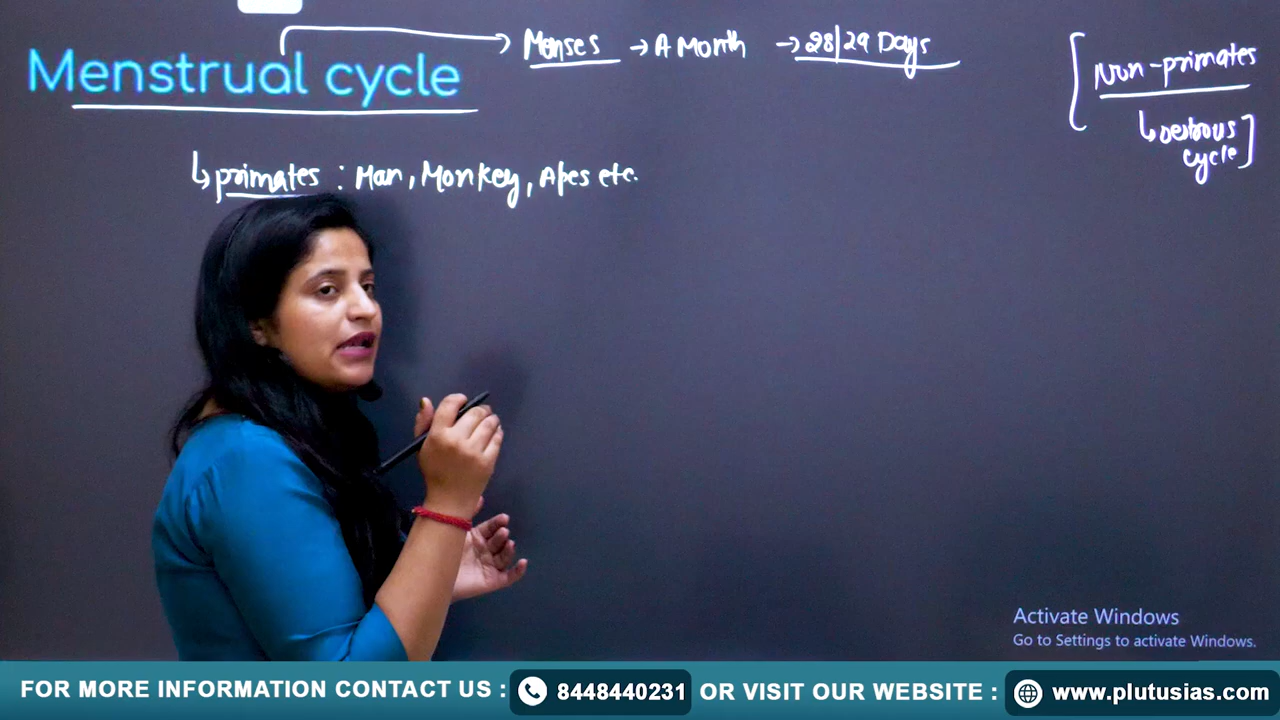 Menstrual cycle → Menses → A Month → 28/29 Days
Non-primates
↳ Oestrous
cycle
↳ primates : Man, Monkey, Apes etc.
Activate Windows
Go to Settings to activate Windows.
FOR MORE INFORMATION CONTACT US : 8448440231 OR VISIT OUR WEBSITE : www.plutusias.com